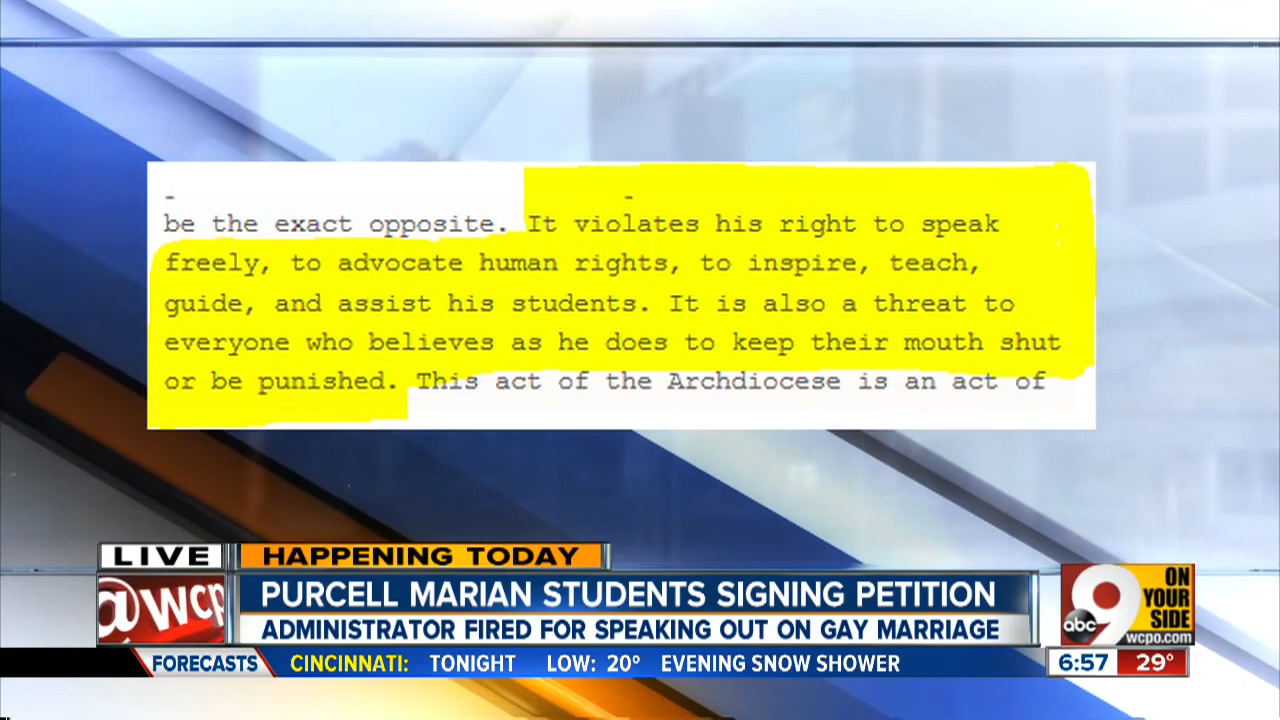 be the exact opposite. It violates his right to speak
freely, to advocate human rights, to inspire, teach,
guide, and assist his students. It is also a threat to
everyone who believes as he does to keep their mouth shut
or be punished. This act of the Archdiocese is an act of
LIVE
HAPPENING TODAY
@wcp
PURCELL MARIAN STUDENTS SIGNING PETITION
ADMINISTRATOR FIRED FOR SPEAKING OUT ON GAY MARRIAGE
abc
9
ON
YOUR
SIDE
wcpo.com
FORECASTS CINCINNATI: TONIGHT LOW: 20° EVENING SNOW SHOWER
6:57 29°